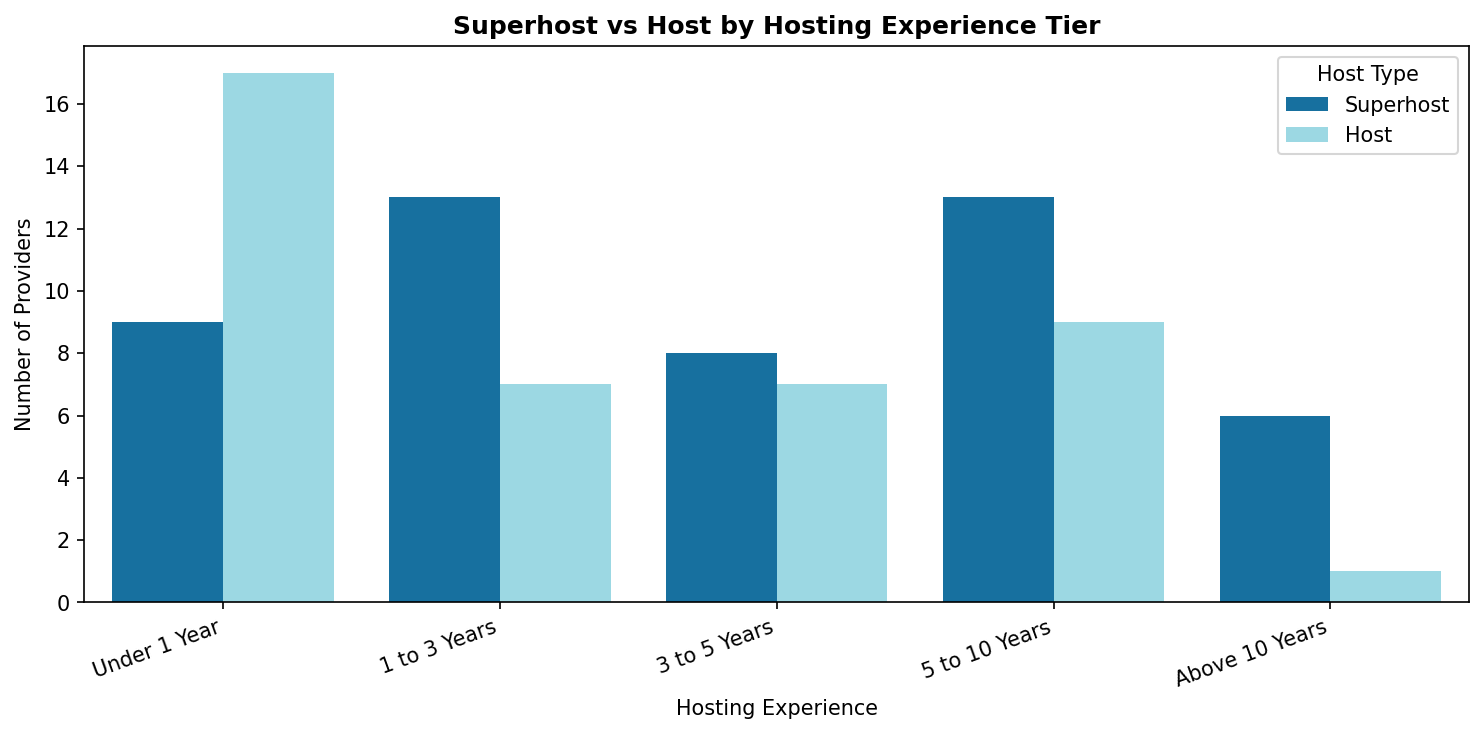 Superhost vs Host by Hosting Experience Tier
Host Type
Superhost
Host
Number of Providers
16
14
12
10
8
6
4
2
0
Under 1 Year
1 to 3 Years
3 to 5 Years
5 to 10 Years
Above 10 Years
Hosting Experience